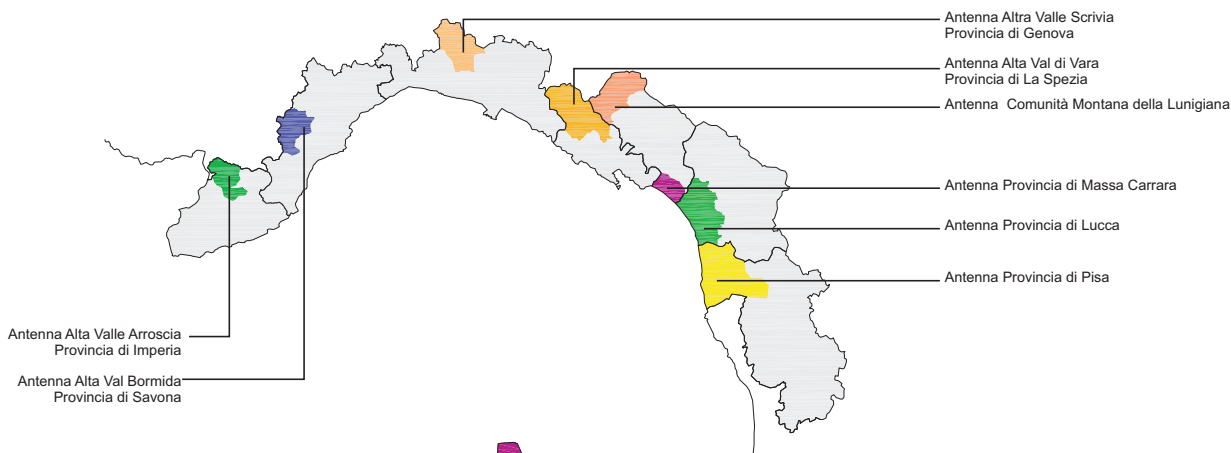 Antenna Altra Valle Scrivia
Provincia di Genova
Antenna Alta Val di Vara
Provincia di La Spezia
Antenna Comunità Montana della Lunigiana
Antenna Provincia di Massa Carrara
Antenna Provincia di Lucca
Antenna Provincia di Pisa
Antenna Alta Valle Arroscia
Provincia di Imperia
Antenna Alta Val Bormida
Provincia di Savona